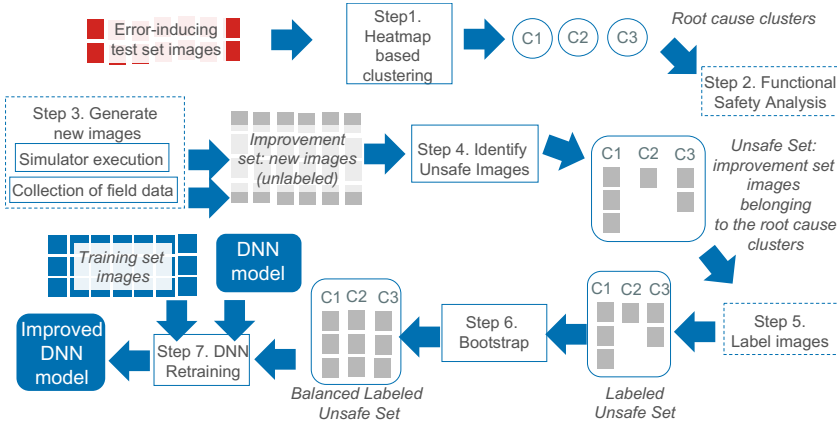 Error-inducing
test set images
Step1.
Heatmap
based
clustering
C1 C2 C3
Root cause clusters
Step 2. Functional
Safety Analysis
Step 3. Generate
new images
Simulator execution
Collection of field data
Improvement
set: new images
(unlabeled)
Step 4. Identify
Unsafe Images
C1 C2 C3
Unsafe Set:
improvement set
images
belonging
to the root cause
clusters
Training set
images
DNN
model
Improved
DNN
model
Step 7. DNN
Retraining
C1 C2 C3
Balanced Labeled
Unsafe Set
Step 6.
Bootstrap
C1 C2 C3
Labeled
Unsafe Set
Step 5.
Label images